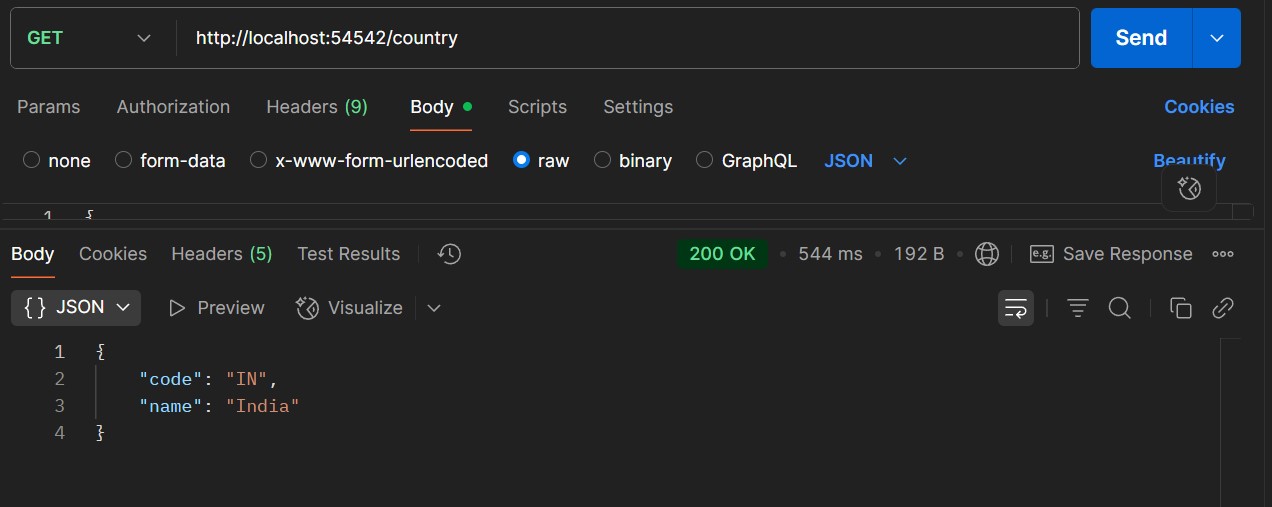 GET http://localhost:54542/country Send
Params Authorization Headers (9) Body Scripts Settings Cookies
none form-data x-www-form-urlencoded raw binary GraphQL JSON Beautify
1 {
Body Cookies Headers (5) Test Results 200 OK • 544 ms • 192 B • e.g. Save Response
{} JSON Preview Visualize
1 {
2 "code": "IN",
3 "name": "India"
4 }